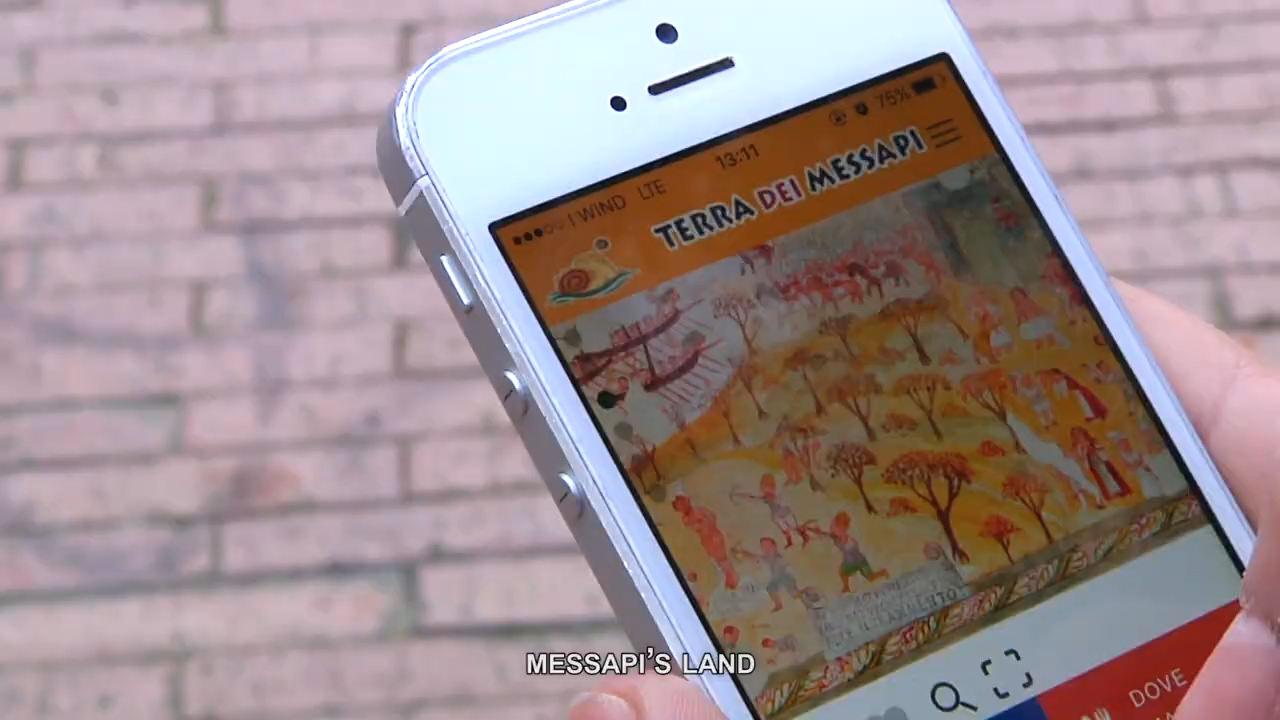 WIND LTE
13:11
75%
TERRA DEI MESSAPI
DOVE
MESSAPI'S LAND